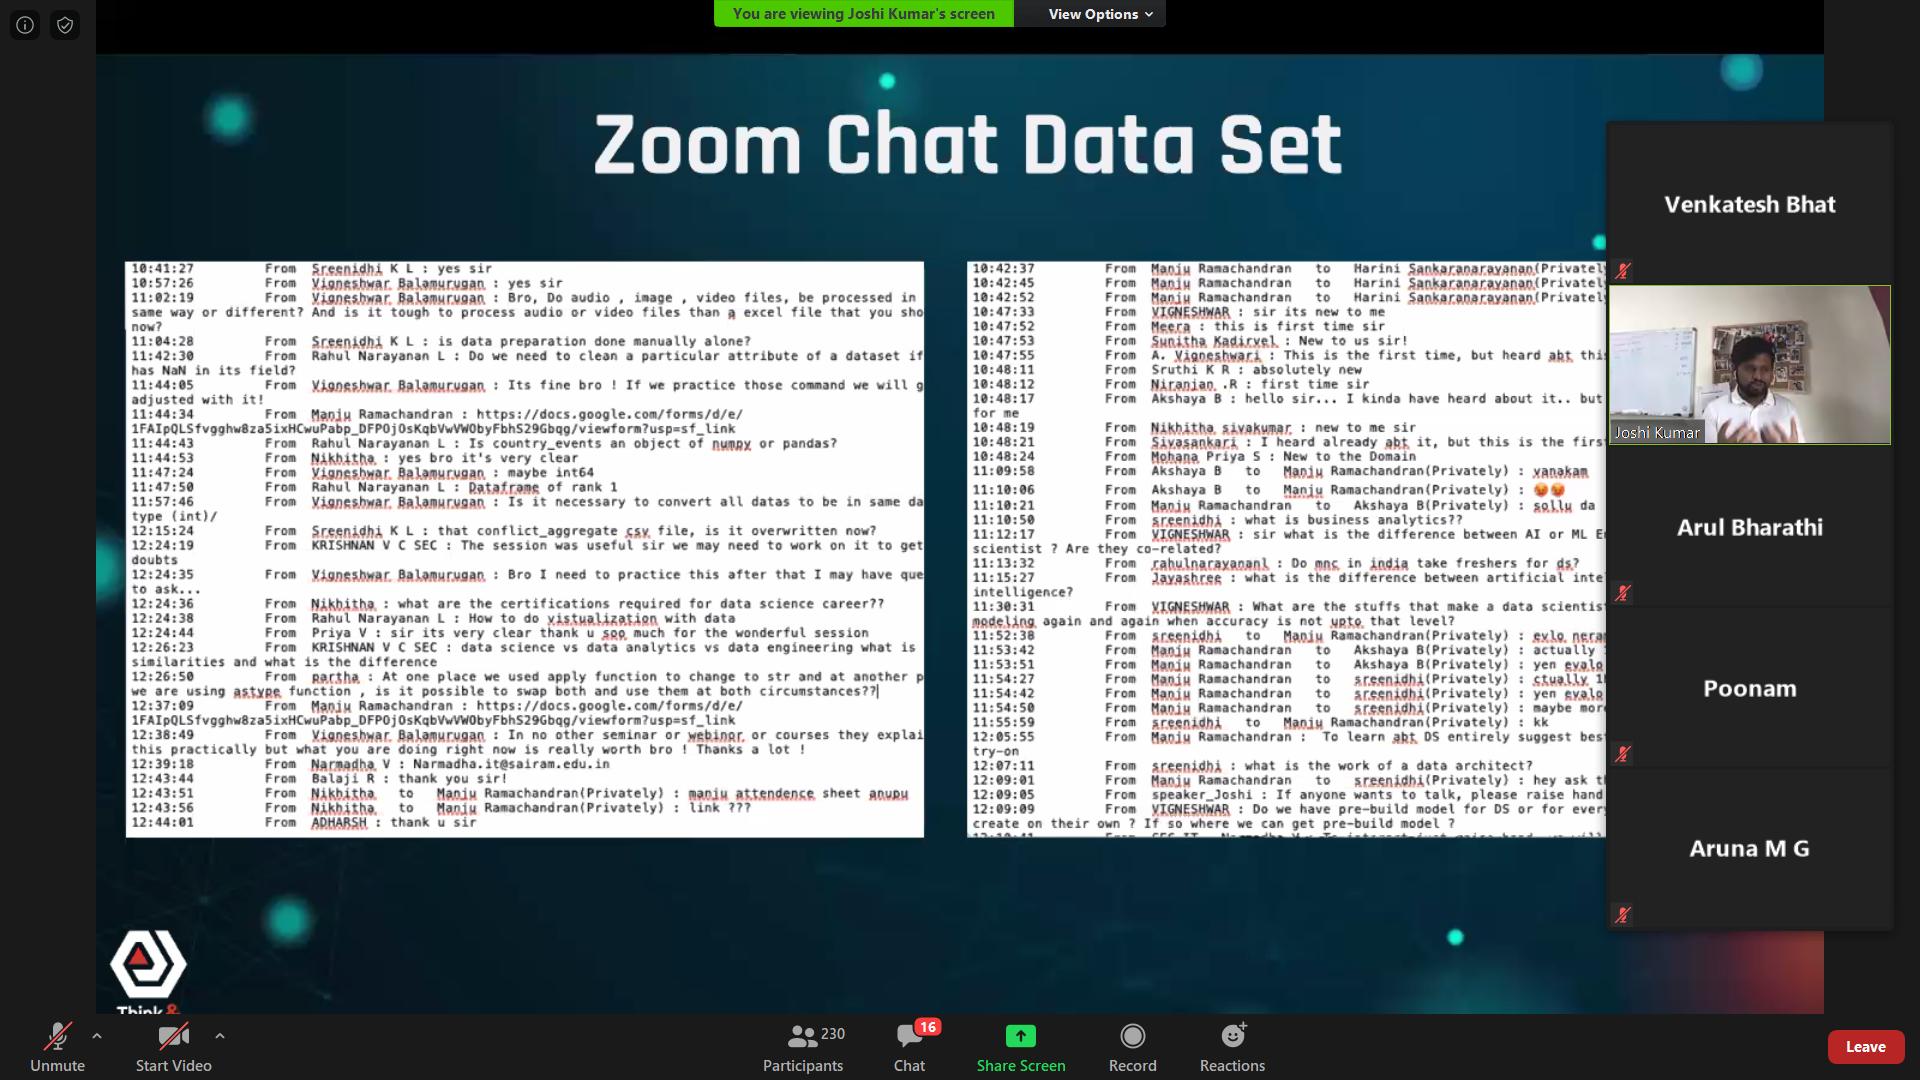 You are viewing Joshi Kumar's screen
View Options
Zoom Chat Data Set
10:41:27 From Sreenidhi K L : yes sir
10:57:26 From Vigneshwar Balamurugan : yes sir
11:02:19 From Vigneshwar Balamurugan : Bro, Do audio , image , video files, be processed in
same way or different? And is it tough to process audio or video files than a excel file that you sho
now?
11:04:28 From Sreenidhi K L : is data preparation done manually alone?
11:42:30 From Rahul Narayanan L : Do we need to clean a particular attribute of a dataset if
has NaN in its field?
11:44:05 From Vigneshwar Balamurugan : Its fine bro ! If we practice those command we will g
adjusted with it!
11:44:34 From Manju Ramachandran : https://docs.google.com/forms/d/e/
1FAIpQLSfvgghw8za5ixHCwuPabp_DFPOjOsKqbVwVWObyFbhS29Gbqg/viewform?usp=sf_link
11:44:43 From Rahul Narayanan L : Is country_events an object of numpy or pandas?
11:44:53 From Nikhitha : yes bro it's very clear
11:47:24 From Vigneshwar Balamurugan : maybe int64
11:47:50 From Rahul Narayanan L : Dataframe of rank 1
11:57:46 From Vigneshwar Balamurugan : Is it necessary to convert all datas to be in same da
type (int)/
12:15:24 From Sreenidhi K L : that conflict_aggregate csv file, is it overwritten now?
12:24:19 From KRISHNAN V C SEC : The session was useful sir we may need to work on it to get
doubts
12:24:35 From Vigneshwar Balamurugan : Bro I need to practice this after that I may have que
to ask...
12:24:36 From Nikhitha : what are the certifications required for data science career??
12:24:38 From Rahul Narayanan L : How to do vistualization with data
12:24:44 From Priya V : sir its very clear thank u soo much for the wonderful session
12:26:23 From KRISHNAN V C SEC : data science vs data analytics vs data engineering what is
similarities and what is the difference
12:26:50 From partha : At one place we used apply function to change to str and at another p
we are using astype function , is it possible to swap both and use them at both circumstances??
12:37:09 From Manju Ramachandran : https://docs.google.com/forms/d/e/
1FAIpQLSfvgghw8za5ixHCwuPabp_DFPOjOsKqbVwVWObyFbhS29Gbqg/viewform?usp=sf_link
12:38:49 From Vigneshwar Balamurugan : In no other seminar or webinor or courses they explai
this practically but what you are doing right now is really worth bro ! Thanks a lot !
12:39:18 From Narmadha V : Narmadha.it@sairam.edu.in
12:43:44 From Balaji R : thank you sir!
12:43:51 From Nikhitha to Manju Ramachandran(Privately) : manju attendence sheet anupu
12:43:56 From Nikhitha to Manju Ramachandran(Privately) : link ???
12:44:01 From ADHARSH : thank u sir
10:42:37 From Manju Ramachandran to Harini Sankaranarayanan(Privately
10:42:45 From Manju Ramachandran to Harini Sankaranarayanan(Privately
10:42:52 From Manju Ramachandran to Harini Sankaranarayanan(Privately
10:47:33 From VIGNESHWAR : sir its new to me
10:47:52 From Meera : this is first time sir
10:47:53 From Sunitha Kadirvel : New to us sir!
10:47:55 From A. Vigneshwari : This is the first time, but heard abt this
10:48:11 From Sruthi K R : absolutely new
10:48:12 From Niranjan .R : first time sir
10:48:17 From Akshaya B : hello sir... I kinda have heard about it.. but
for me
10:48:19 From Nikhitha sivakumar : new to me sir
10:48:21 From Sivasankari : I heard already abt it, but this is the firs
10:48:24 From Mohana Priya S : New to the Domain
11:09:58 From Akshaya B to Manju Ramachandran(Privately) : vanakam
11:10:06 From Akshaya B to Manju Ramachandran(Privately) : 😡😡
11:10:21 From Manju Ramachandran to Akshaya B(Privately) : sollu da
11:10:50 From sreenidhi : what is business analytics??
11:12:17 From VIGNESHWAR : sir what is the difference between AI or ML En
scientist ? Are they co-related?
11:13:32 From rahulnarayananl : Do mnc in india take freshers for ds?
11:15:27 From Jayashree : what is the difference between artificial inte
intelligence?
11:30:31 From VIGNESHWAR : What are the stuffs that make a data scientis
modeling again and again when accuracy is not upto that level?
11:52:38 From sreenidhi to Manju Ramachandran(Privately) : evlo neram
11:53:42 From Manju Ramachandran to Akshaya B(Privately) : actually
11:53:51 From Manju Ramachandran to Akshaya B(Privately) : yen evalo
11:54:27 From Manju Ramachandran to sreenidhi(Privately) : ctually 1h
11:54:42 From Manju Ramachandran to sreenidhi(Privately) : yen evalo
11:54:50 From Manju Ramachandran to sreenidhi(Privately) : maybe more
11:55:59 From sreenidhi to Manju Ramachandran(Privately) : kk
12:05:55 From Manju Ramachandran : To learn abt DS entirely suggest bes
try-on
12:07:11 From sreenidhi : what is the work of a data architect?
12:09:01 From Manju Ramachandran to sreenidhi(Privately) : hey ask th
12:09:05 From speaker_Joshi : If anyone wants to talk, please raise hand
12:09:09 From VIGNESHWAR : Do we have pre-build model for DS or for every
create on their own ? If so where we can get pre-build model ?
Think &
Venkatesh Bhat
Joshi Kumar
Arul Bharathi
Poonam
Aruna M G
Unmute
Start Video
230
Participants
16
Chat
Share Screen
Record
Reactions
Leave